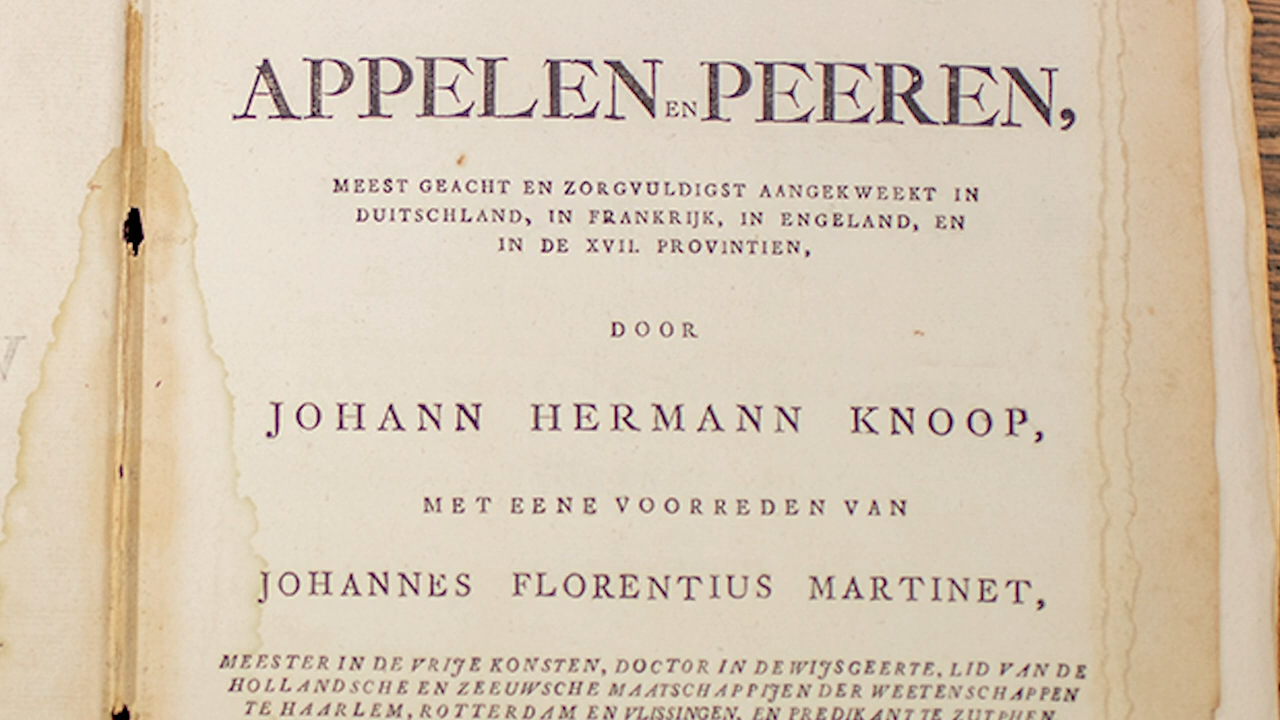 APPELEN EN PEEREN,
MEEST GEACHT EN ZORGVULDIGST AANGEKWEEKT IN
DUITSCHLAND, IN FRANKRIJK, IN ENGELAND, EN
IN DE XVII. PROVINTIEN,
DOOR
JOHANN HERMANN KNOOP,
MET EENE VOORREDEN VAN
JOHANNES FLORENTIUS MARTINET,
MEESTER IN DE VRIJE KONSTEN, DOCTOR IN DE WIJSGEERTE, LID VAN DE
HOLLANDSCHE EN ZEEUWSCHE MAATSCHAPPIJEN DER WEETENSCHAPPEN
TE HAARLEM, ROTTERDAM EN VLISSINGEN, EN PREDIKANT TE ZUTPHEN